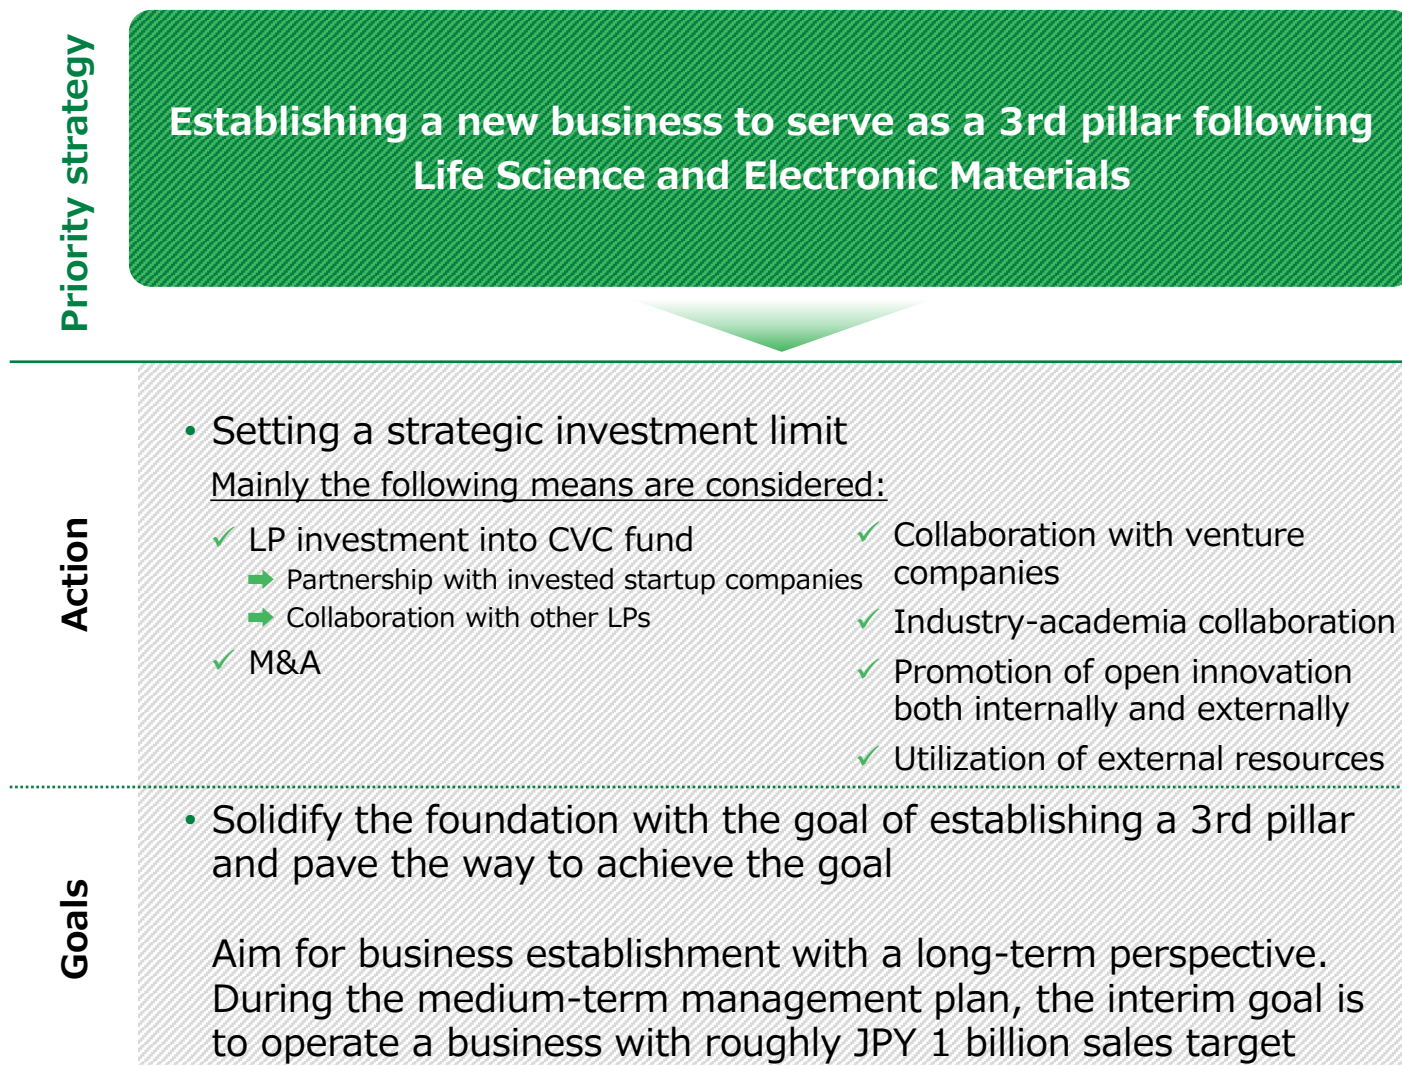 Priority strategy
Establishing a new business to serve as a 3rd pillar following
Life Science and Electronic Materials
Action
• Setting a strategic investment limit
Mainly the following means are considered:
✓ LP investment into CVC fund
➡ Partnership with invested startup companies
➡ Collaboration with other LPs
✓ M&A
✓ Collaboration with venture
companies
✓ Industry-academia collaboration
✓ Promotion of open innovation
both internally and externally
✓ Utilization of external resources
Goals
• Solidify the foundation with the goal of establishing a 3rd pillar
and pave the way to achieve the goal
Aim for business establishment with a long-term perspective.
During the medium-term management plan, the interim goal is
to operate a business with roughly JPY 1 billion sales target